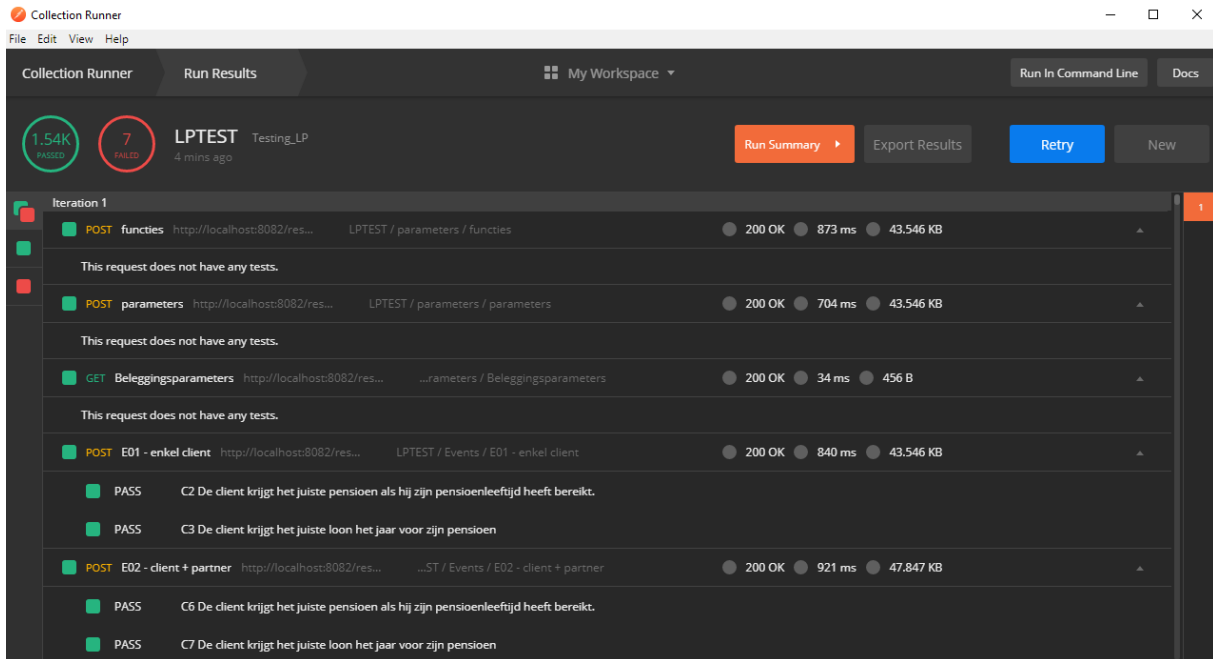 Collection Runner
File Edit View Help
Collection Runner Run Results My Workspace Run In Command Line Docs
1.54K PASSED 7 FAILED LPTEST Testing_LP
4 mins ago
Run Summary Export Results Retry New
Iteration 1
1
POST functies http://localhost:8082/res... LPTEST / parameters / functies 200 OK 873 ms 43.546 KB
This request does not have any tests.
POST parameters http://localhost:8082/res... LPTEST / parameters / parameters 200 OK 704 ms 43.546 KB
This request does not have any tests.
GET Beleggingsparameters http://localhost:8082/res... ...rameters / Beleggingsparameters 200 OK 34 ms 456 B
This request does not have any tests.
POST E01 - enkel client http://localhost:8082/res... LPTEST / Events / E01 - enkel client 200 OK 840 ms 43.546 KB
PASS C2 De client krijgt het juiste pensioen als hij zijn pensioenleeftijd heeft bereikt.
PASS C3 De client krijgt het juiste loon het jaar voor zijn pensioen
POST E02 - client + partner http://localhost:8082/res... ...ST / Events / E02 - client + partner 200 OK 921 ms 47.847 KB
PASS C6 De client krijgt het juiste pensioen als hij zijn pensioenleeftijd heeft bereikt.
PASS C7 De client krijgt het juiste loon het jaar voor zijn pensioen